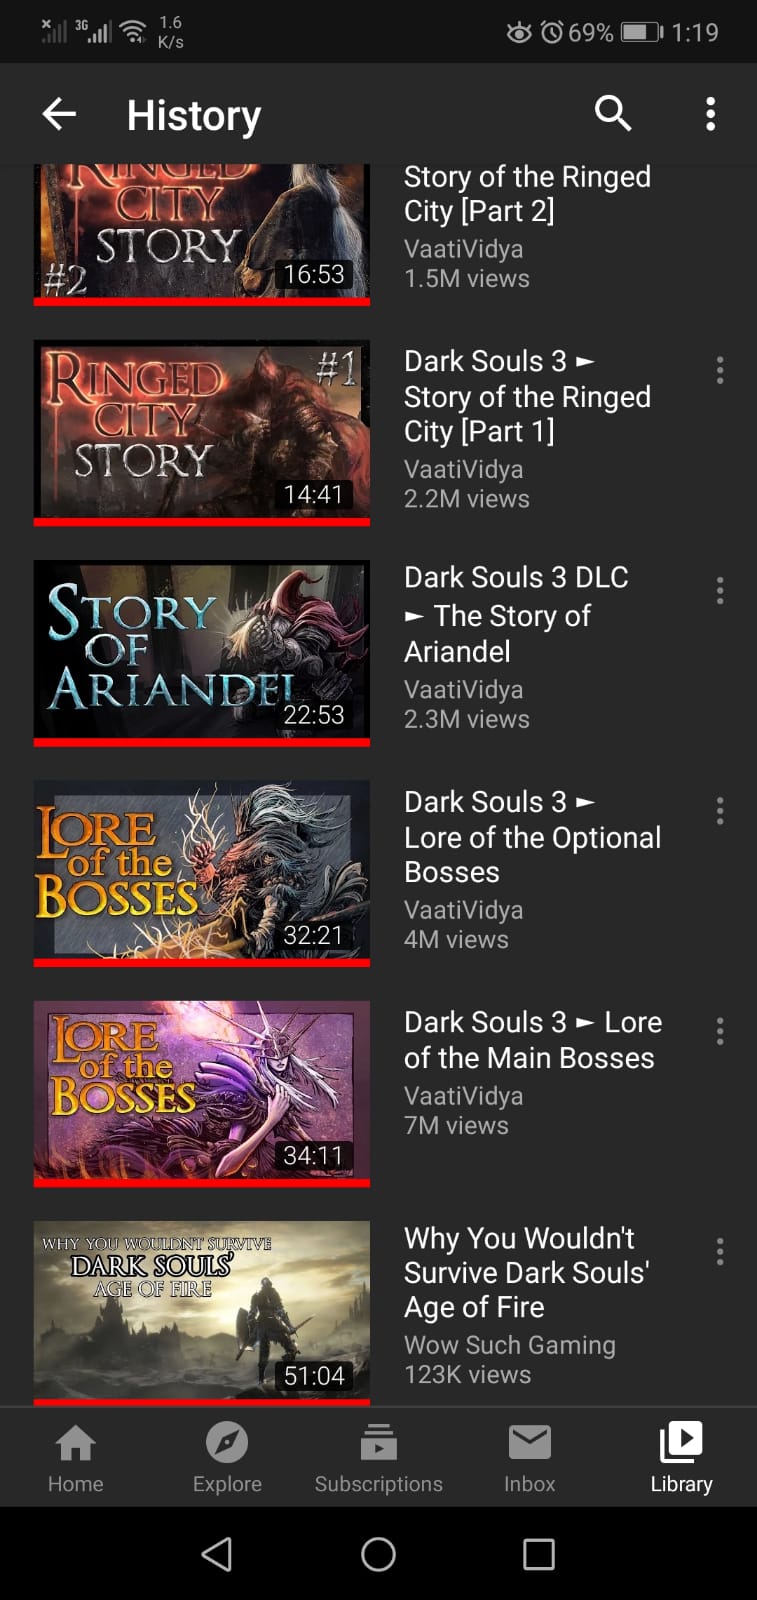 3G
1.6
K/s
69%
1:19
History
RINGED
CITY
STORY
#2
16:53
Story of the Ringed
City [Part 2]
VaatiVidya
1.5M views
RINGED
CITY
STORY
#1
14:41
Dark Souls 3 ►
Story of the Ringed
City [Part 1]
VaatiVidya
2.2M views
STORY
OF
ARIANDEL
22:53
Dark Souls 3 DLC
► The Story of
Ariandel
VaatiVidya
2.3M views
LORE
of the
BOSSES
32:21
Dark Souls 3 ►
Lore of the Optional
Bosses
VaatiVidya
4M views
LORE
of the
BOSSES
34:11
Dark Souls 3 ► Lore
of the Main Bosses
VaatiVidya
7M views
WHY YOU WOULDN'T SURVIVE
DARK SOULS'
AGE OF FIRE
51:04
Why You Wouldn't
Survive Dark Souls'
Age of Fire
Wow Such Gaming
123K views
Home
Explore
Subscriptions
Inbox
Library